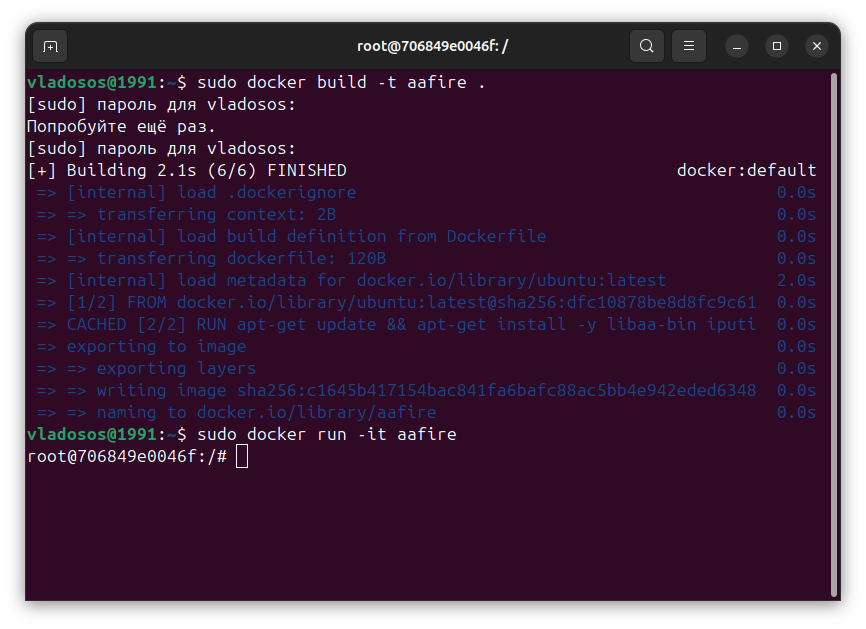 root@706849e0046f: /
vladosos@1991:~$ sudo docker build -t aafire .
[sudo] пароль для vladosos:
Попробуйте ещё раз.
[sudo] пароль для vladosos:
[+] Building 2.1s (6/6) FINISHED docker:default
=> [internal] load .dockerignore 0.0s
=> => transferring context: 2B 0.0s
=> [internal] load build definition from Dockerfile 0.0s
=> => transferring dockerfile: 120B 0.0s
=> [internal] load metadata for docker.io/library/ubuntu:latest 2.0s
=> [1/2] FROM docker.io/library/ubuntu:latest@sha256:dfc10878be8d8fc9c61 0.0s
=> CACHED [2/2] RUN apt-get update && apt-get install -y libaa-bin iputi 0.0s
=> exporting to image 0.0s
=> => exporting layers 0.0s
=> => writing image sha256:c1645b417154bac841fa6bafc88ac5bb4e942eded6348 0.0s
=> => naming to docker.io/library/aafire 0.0s
vladosos@1991:~$ sudo docker run -it aafire
root@706849e0046f:/#